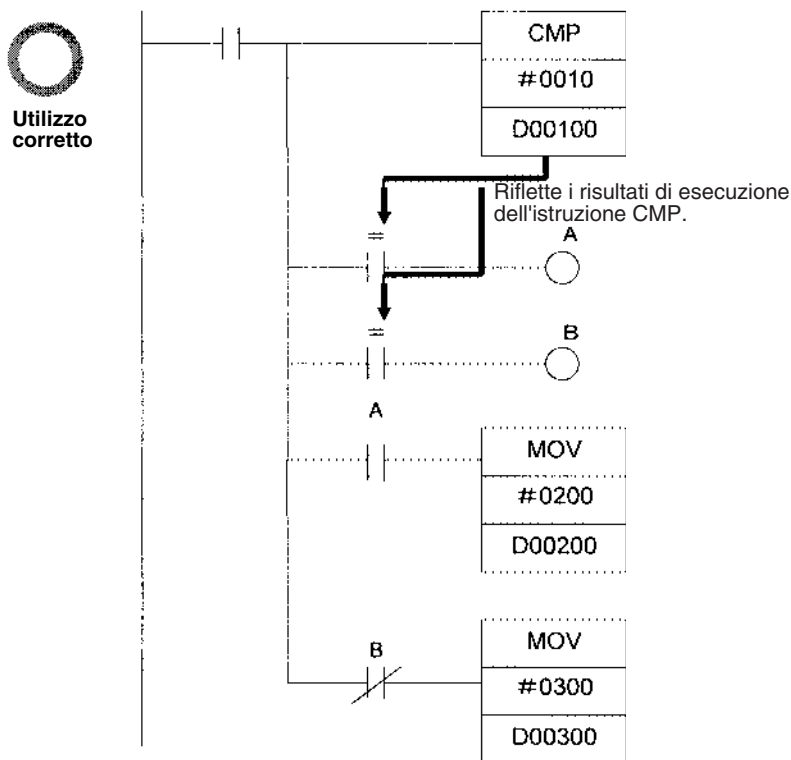 CMP
#0010
D00100
Utilizzo
corretto
Riflette i risultati di esecuzione
dell'istruzione CMP.
=
A
=
B
A
MOV
#0200
D00200
B
MOV
#0300
D00300